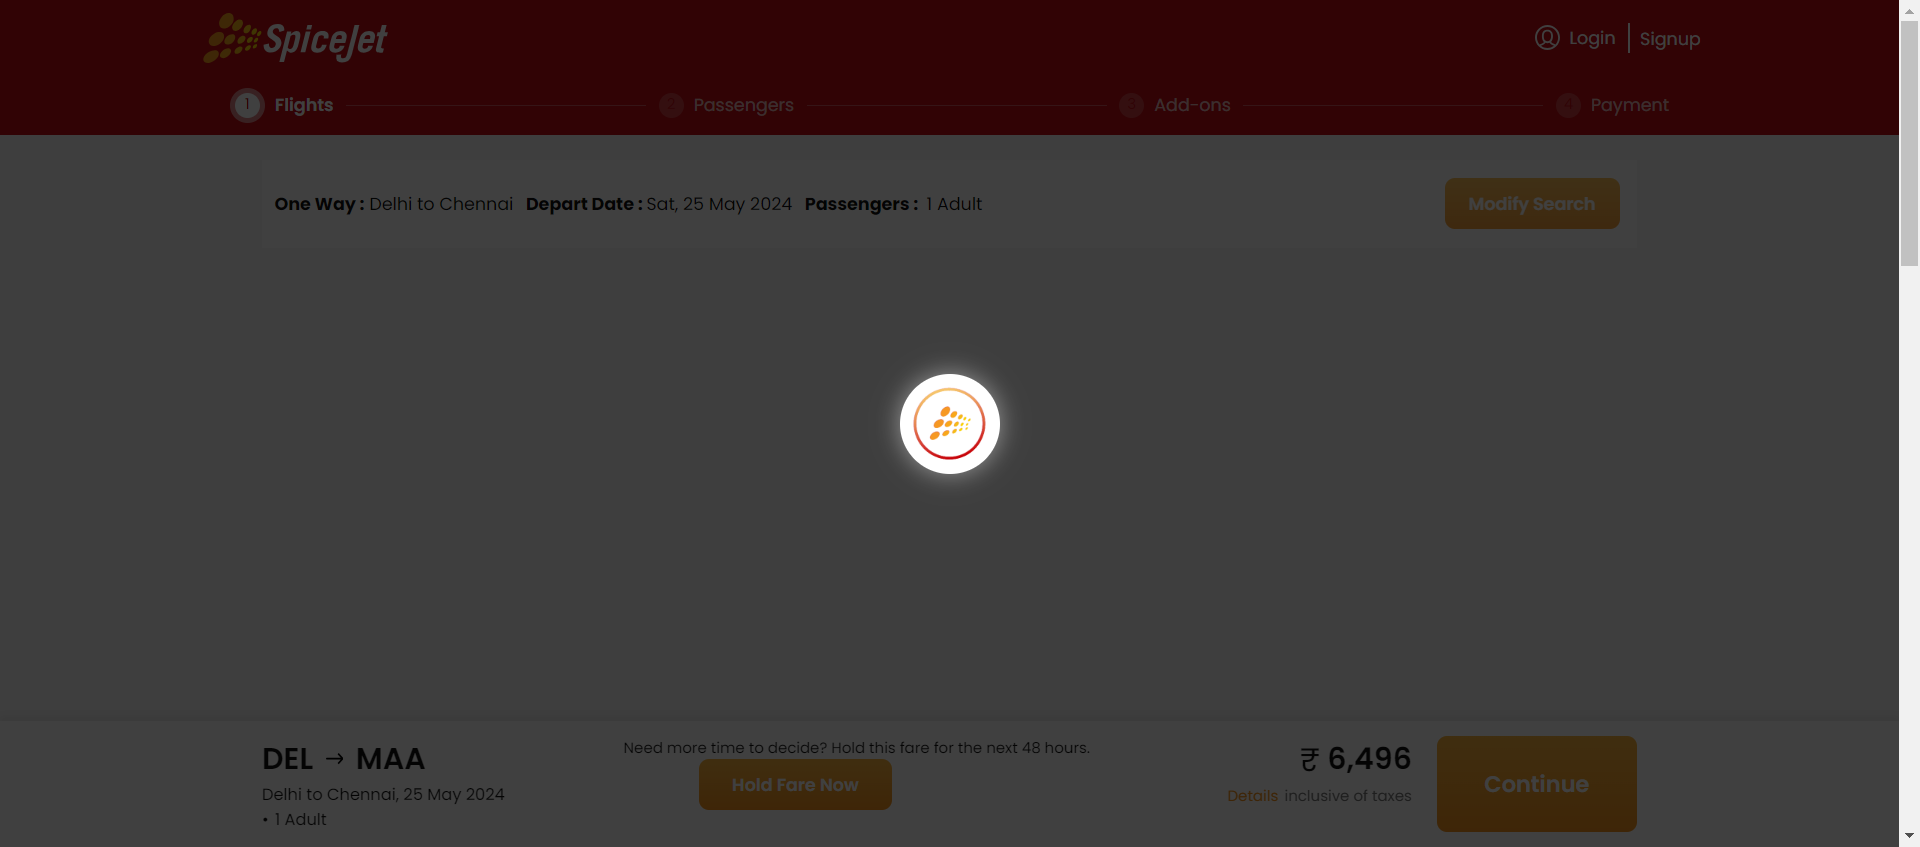 SpiceJet
Login
Signup
1 Flights
2 Passengers
3 Add-ons
4 Payment
One Way : Delhi to Chennai Depart Date : Sat, 25 May 2024 Passengers : 1 Adult
Modify Search
DEL → MAA
Delhi to Chennai, 25 May 2024
• 1 Adult
Need more time to decide? Hold this fare for the next 48 hours.
Hold Fare Now
₹ 6,496
Details inclusive of taxes
Continue